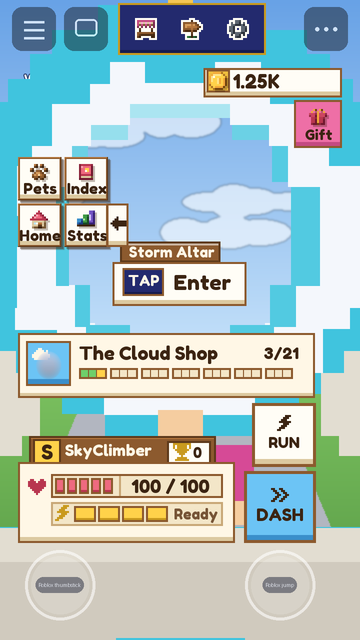 1.25K
Gift
Pets
Index
Home
Stats
Storm Altar
TAP
Enter
The Cloud Shop
3/21
RUN
S
SkyClimber
0
100 / 100
Ready
DASH
Roblox thumbstick
Roblox jump